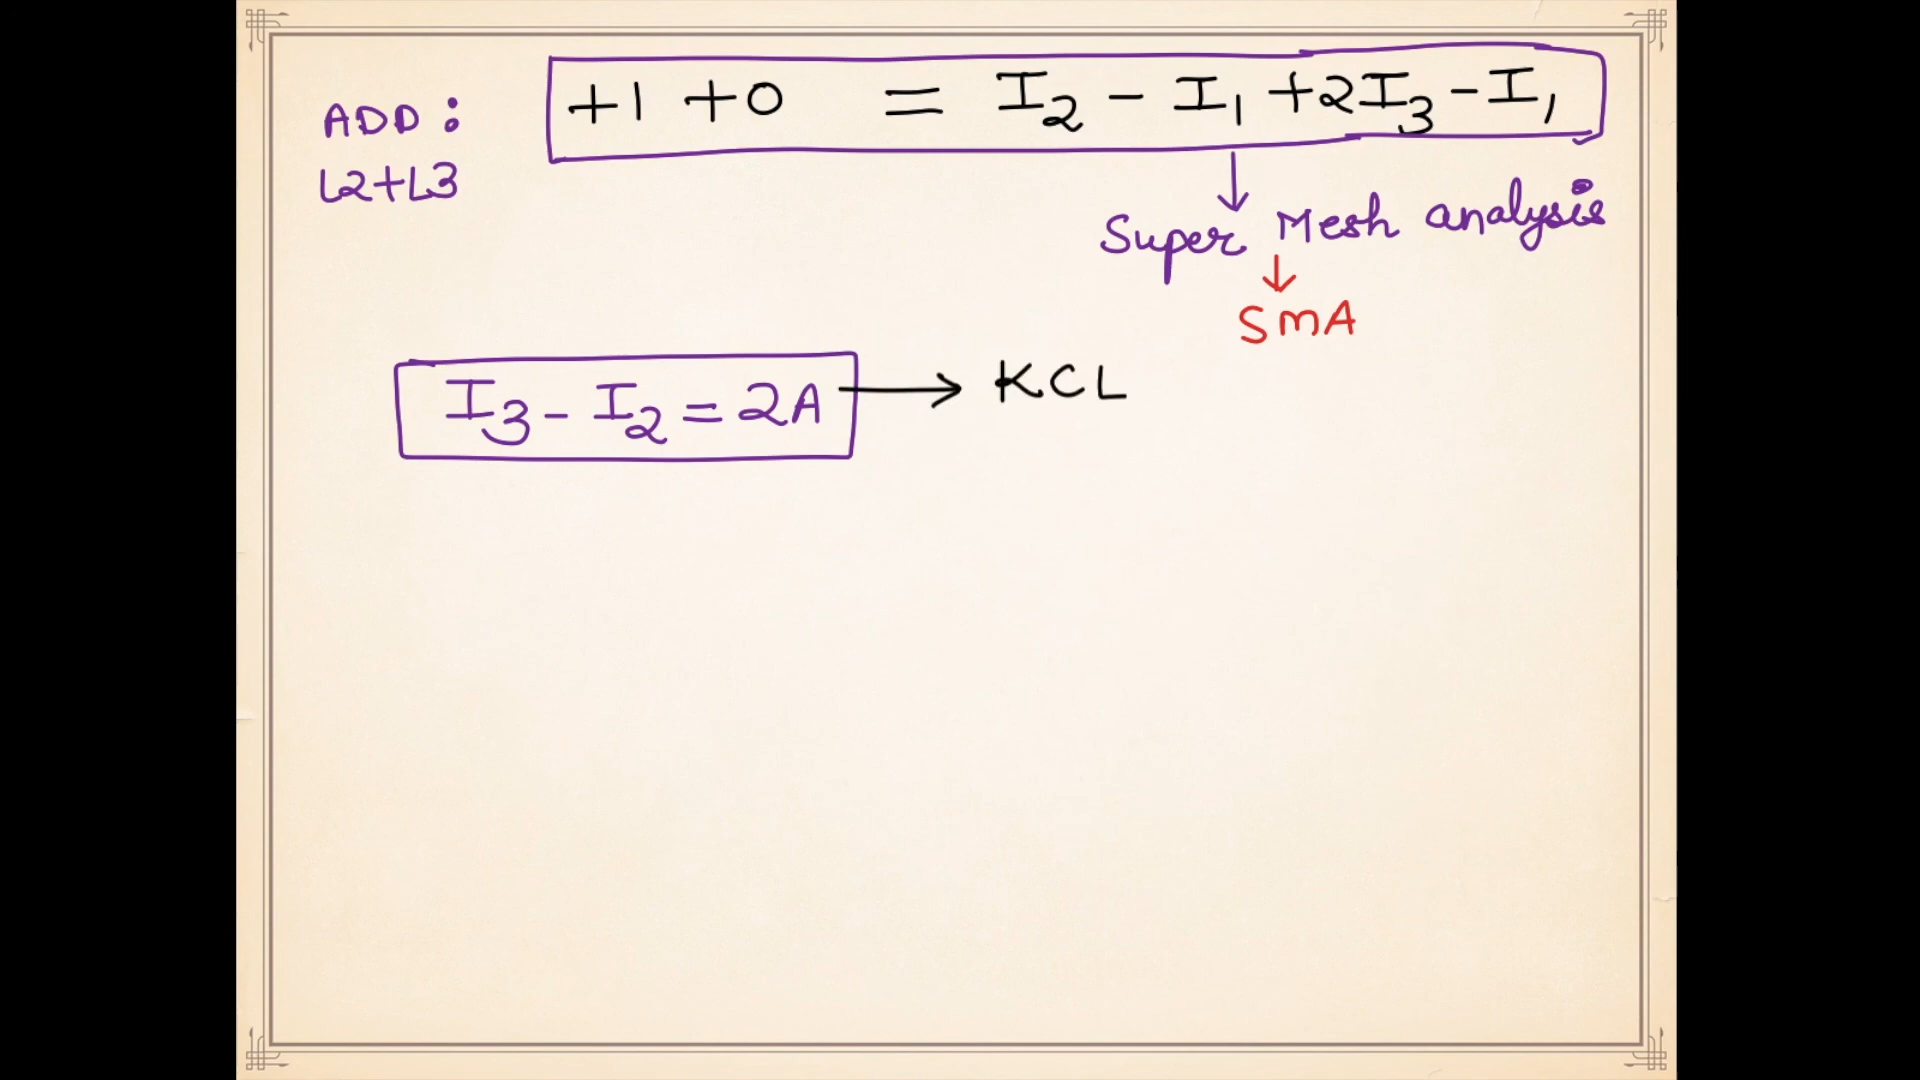 ADD: +1 +0 = I₂ - I₁ +2I₃ - I₁
L2+L3
Super Mesh analysis
SMA
I₃ - I₂ = 2A → KCL